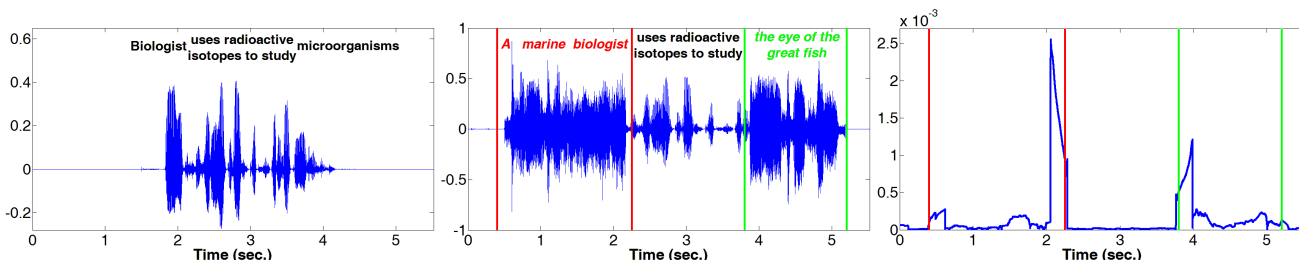 0.6
0.4
0.2
0
-0.2
Biologist uses radioactive isotopes to study microorganisms
0 1 2 3 4 5
Time (sec.)
1
0.5
0
-0.5
-1
A marine biologist
uses radioactive
isotopes to study
the eye of the
great fish
0 1 2 3 4 5
Time (sec.)
x 10⁻³
2.5
2
1.5
1
0.5
0
0 1 2 3 4 5
Time (sec.)